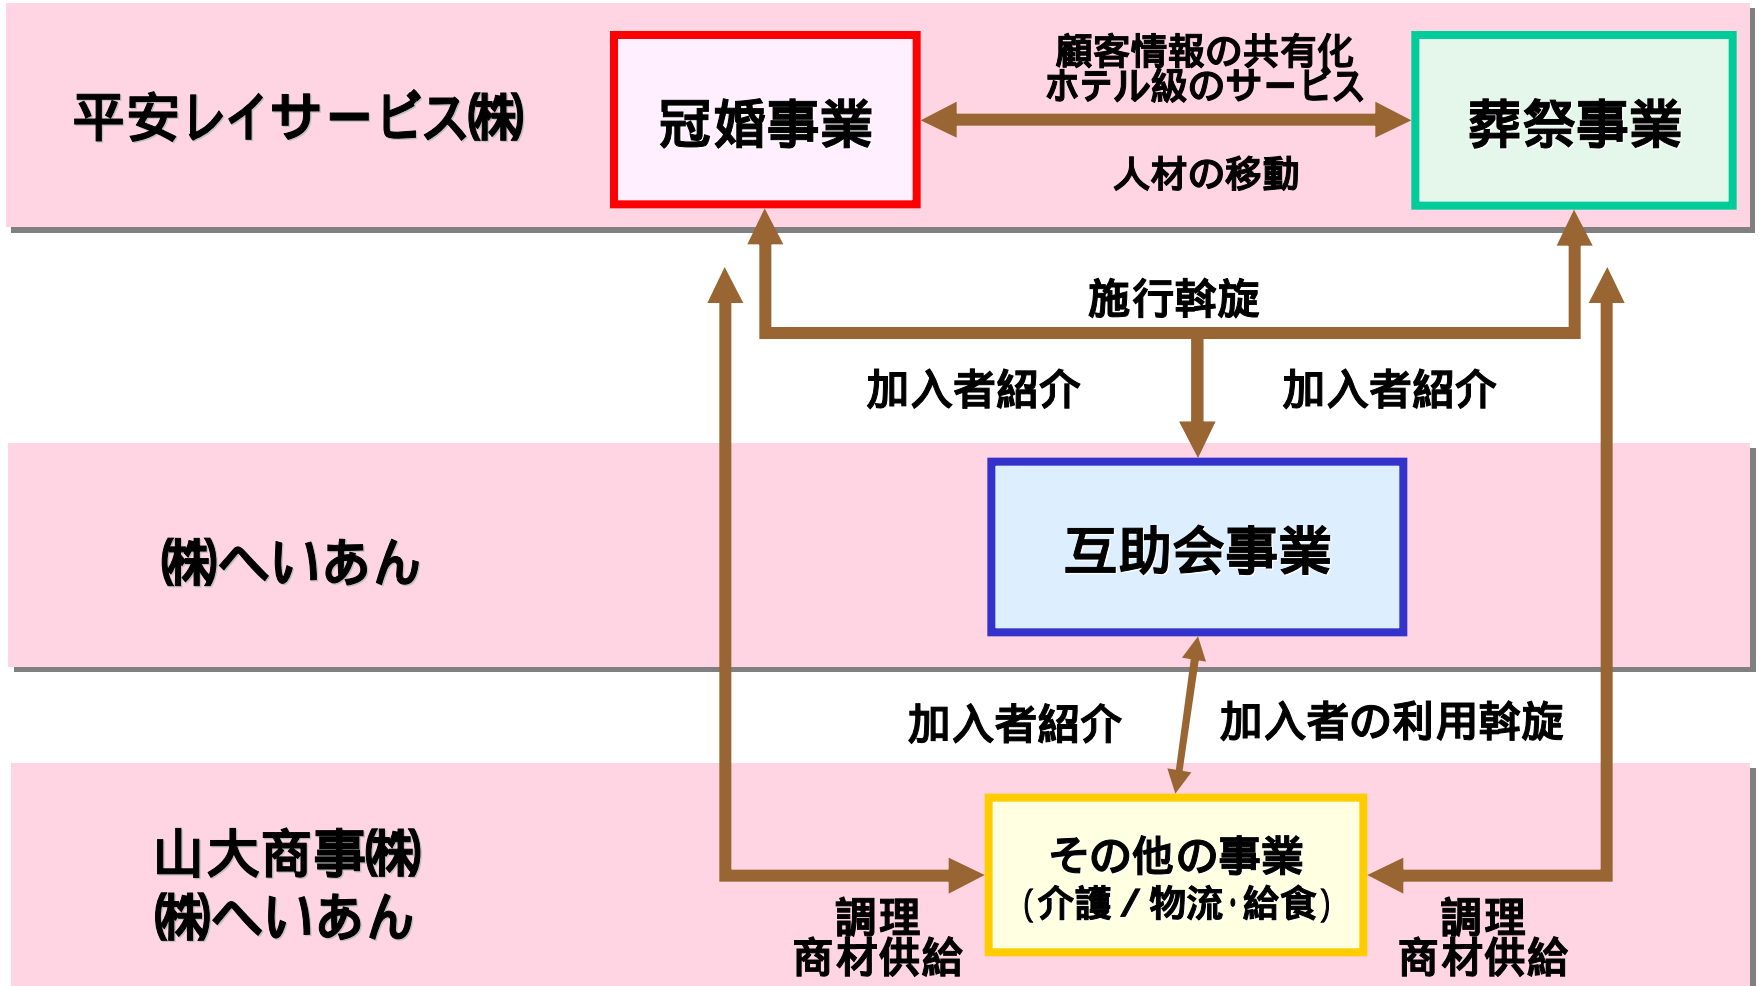 平安レイサービス㈱
冠婚事業
顧客情報の共有化
ホテル級のサービス
人材の移動
葬祭事業
施行斡旋
加入者紹介
加入者紹介
㈱へいあん
互助会事業
加入者紹介
加入者の利用斡旋
山大商事㈱
㈱へいあん
その他の事業
(介護/物流・給食)
調理
商材供給
調理
商材供給